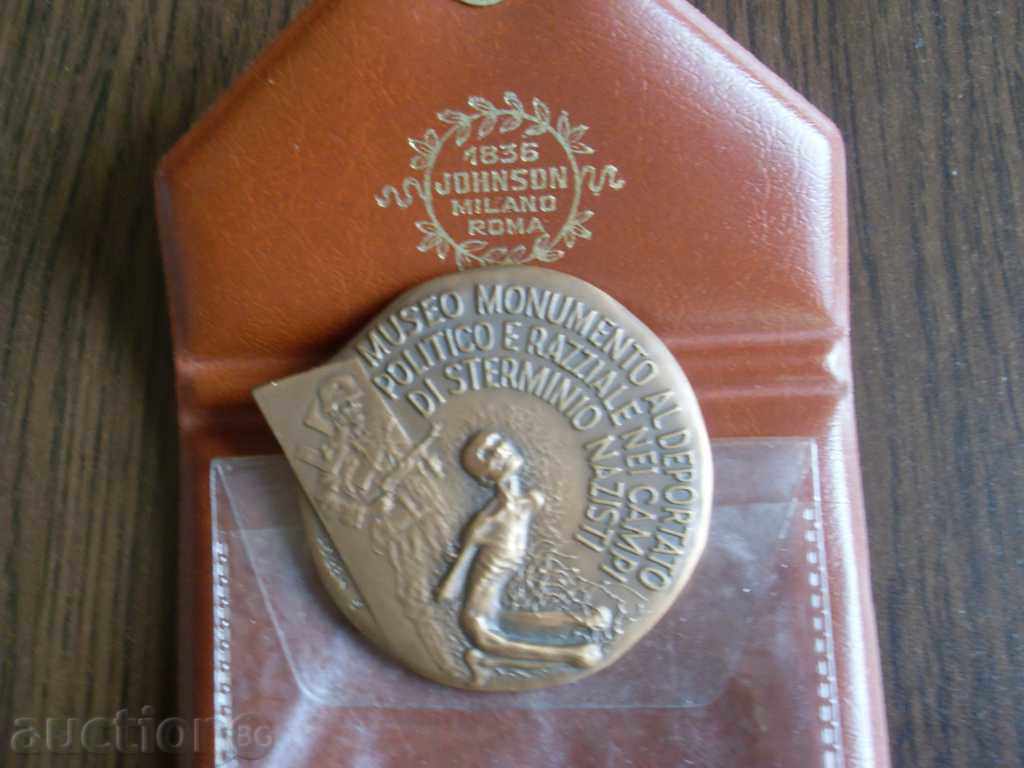 1836
JOHNSON
MILANO
ROMA
MUSEO MONUMENTO AL DEPORTATO
POLITICO E RAZZIALE NEI CAMPI
DI STERMINIO NAZISTI
auction BG